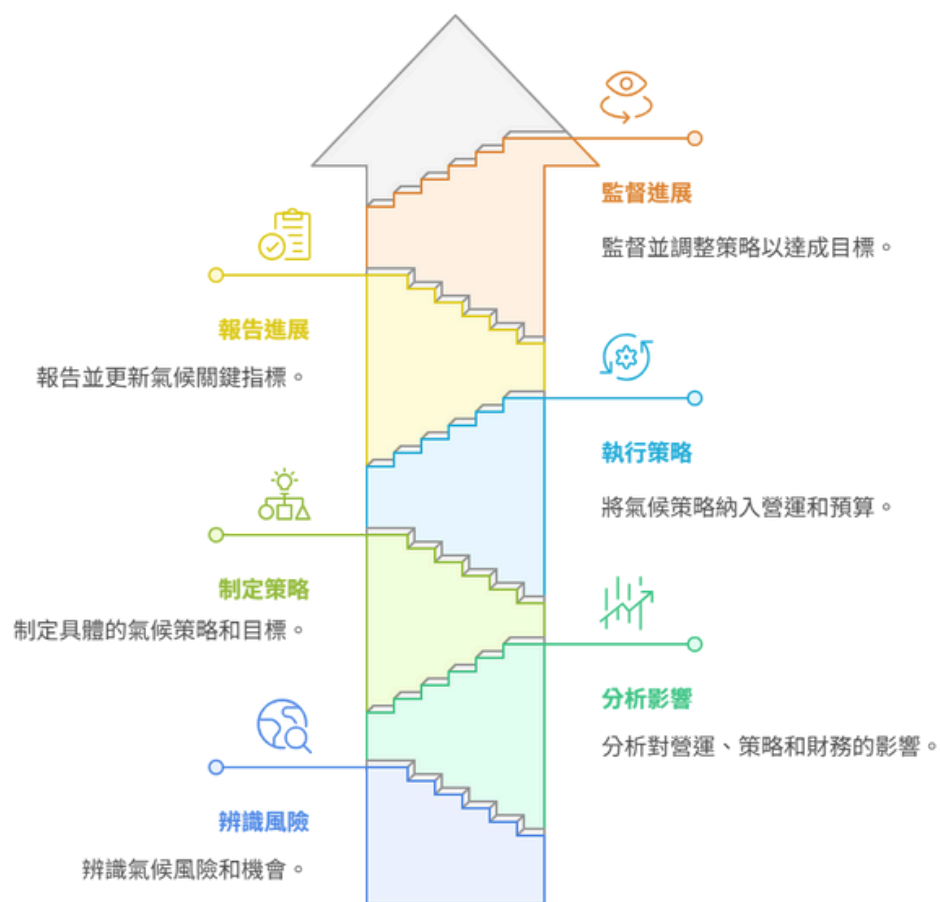 監督進展
監督並調整策略以達成目標。
報告進展
報告並更新氣候關鍵指標。
執行策略
將氣候策略納入營運和預算。
制定策略
制定具體的氣候策略和目標。
分析影響
分析對營運、策略和財務的影響。
辨識風險
辨識氣候風險和機會。